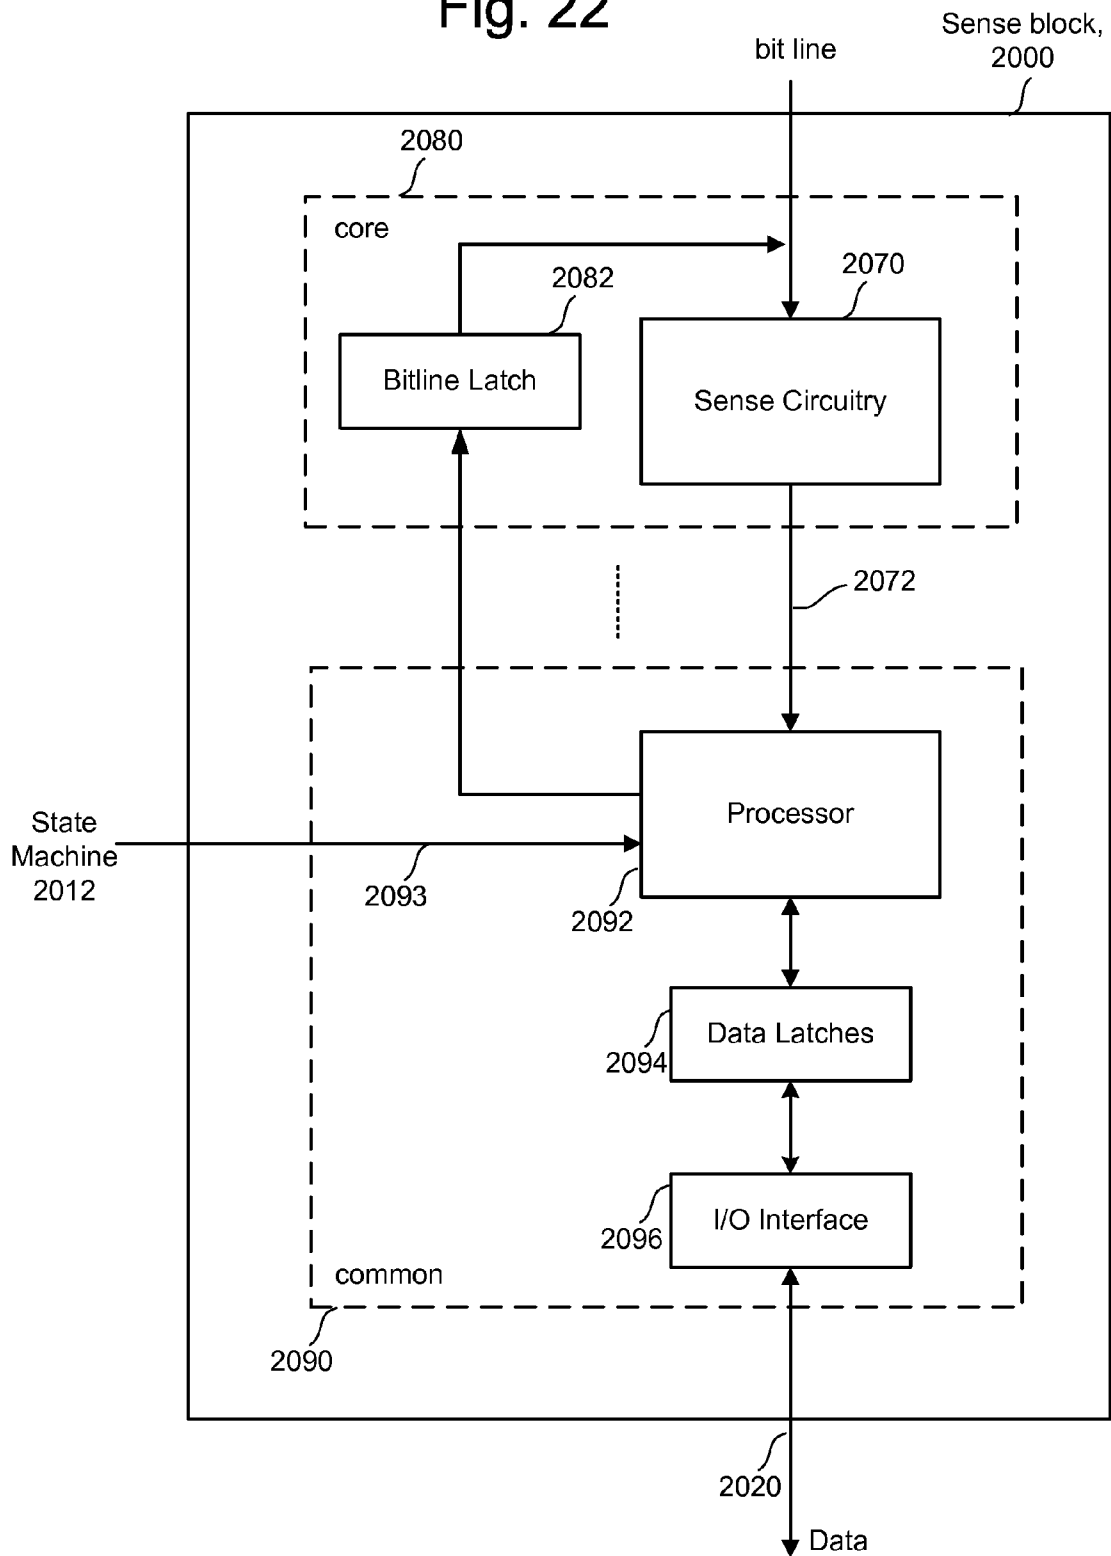 Fig. 22
Sense block,
2000
bit line
2080
core
2082
2070
Bitline Latch
Sense Circuitry
2072
Processor
State
Machine
2012
2093
2092
Data Latches
2094
I/O Interface
2096
common
2090
2020
Data